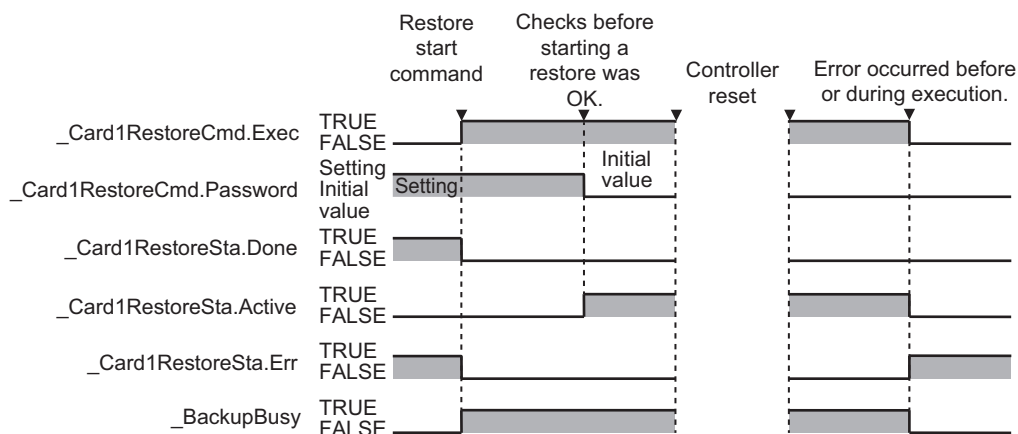 Restore
start
command
Checks before
starting a
restore was
OK.
Controller
reset
Error occurred before
or during execution.
_Card1RestoreCmd.Exec
TRUE
FALSE
_Card1RestoreCmd.Password
Setting
Initial
value
Setting
Initial
value
_Card1RestoreSta.Done
TRUE
FALSE
_Card1RestoreSta.Active
TRUE
FALSE
_Card1RestoreSta.Err
TRUE
FALSE
_BackupBusy
TRUE
FALSE